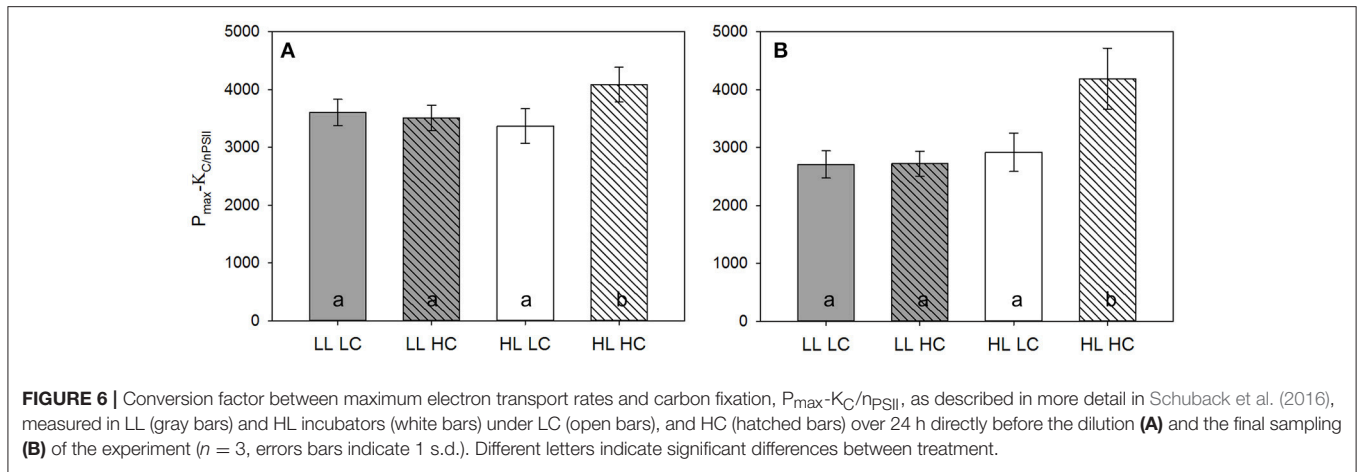 A
B
5000
4000
3000
2000
1000
0
Pmax-KC/nPSII
a a a b
LL LC LL HC HL LC HL HC
5000
4000
3000
2000
1000
0
a a a b
LL LC LL HC HL LC HL HC
FIGURE 6 | Conversion factor between maximum electron transport rates and carbon fixation, Pmax-KC/nPSII, as described in more detail in Schuback et al. (2016),
measured in LL (gray bars) and HL incubators (white bars) under LC (open bars), and HC (hatched bars) over 24 h directly before the dilution (A) and the final sampling
(B) of the experiment (n = 3, errors bars indicate 1 s.d.). Different letters indicate significant differences between treatment.